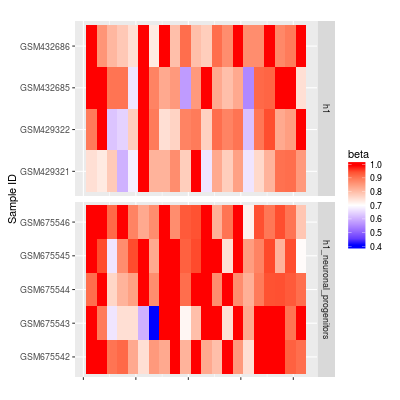 Sample ID
GSM432686
GSM432685
GSM429322
GSM429321
h1
GSM675546
GSM675545
GSM675544
GSM675543
GSM675542
h1_neuronal_progenitors
beta
1.0
0.9
0.8
0.7
0.6
0.5
0.4